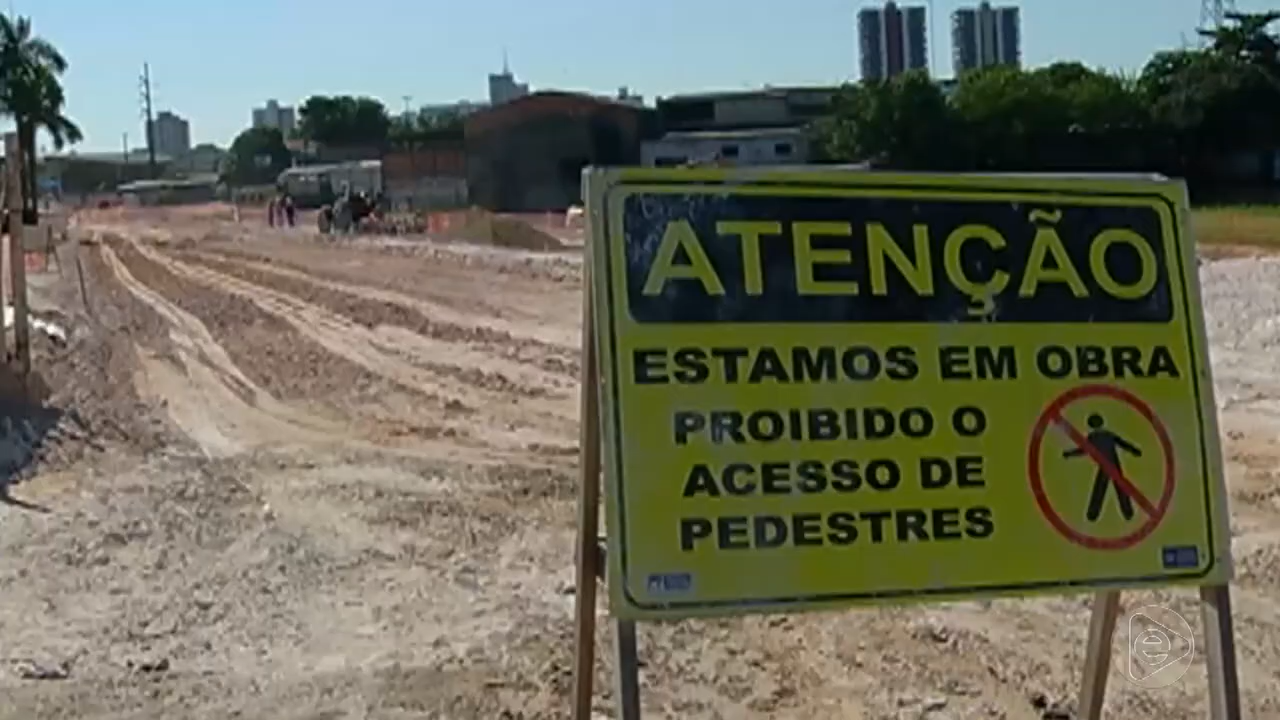 ATENÇÃO
ESTAMOS EM OBRA
PROIBIDO O
ACESSO DE
PEDESTRES